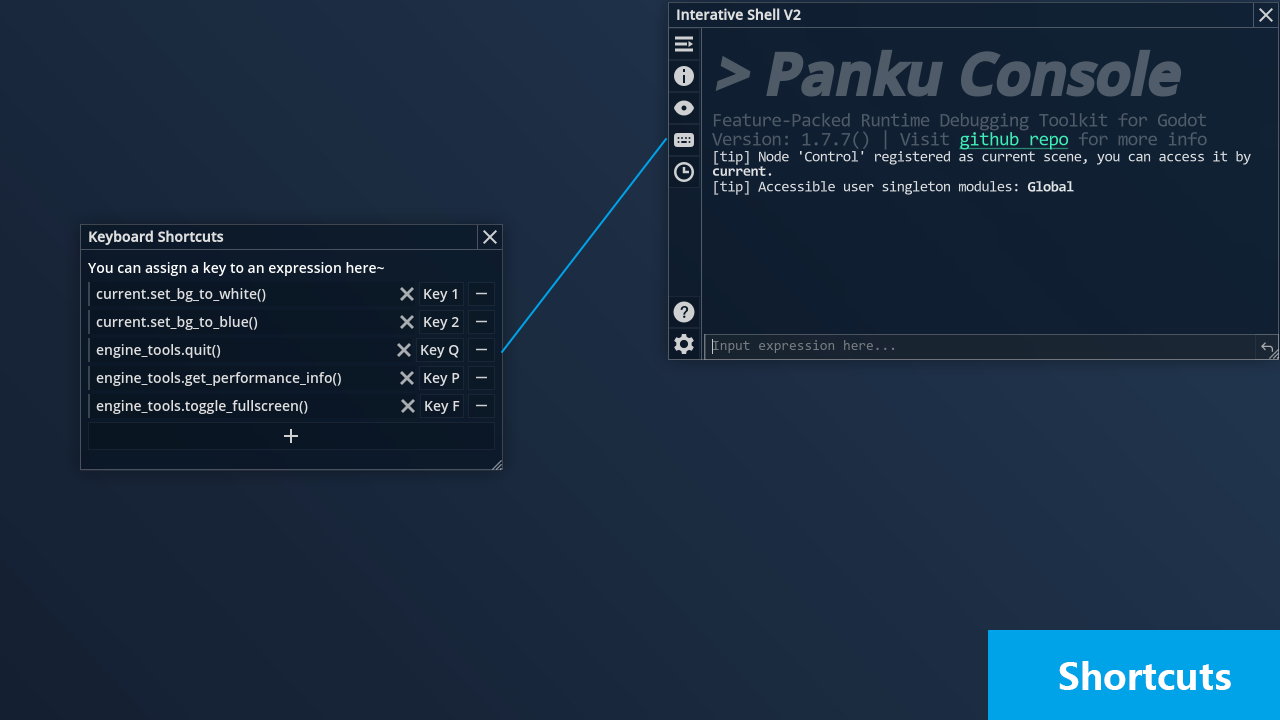 Interative Shell V2
> Panku Console
Feature-Packed Runtime Debugging Toolkit for Godot
Version: 1.7.7() | Visit github repo for more info
[tip] Node 'Control' registered as current scene, you can access it by
current.
[tip] Accessible user singleton modules: Global
Input expression here...
Keyboard Shortcuts
You can assign a key to an expression here~
current.set_bg_to_white() Key 1
current.set_bg_to_blue() Key 2
engine_tools.quit() Key Q
engine_tools.get_performance_info() Key P
engine_tools.toggle_fullscreen() Key F
Shortcuts